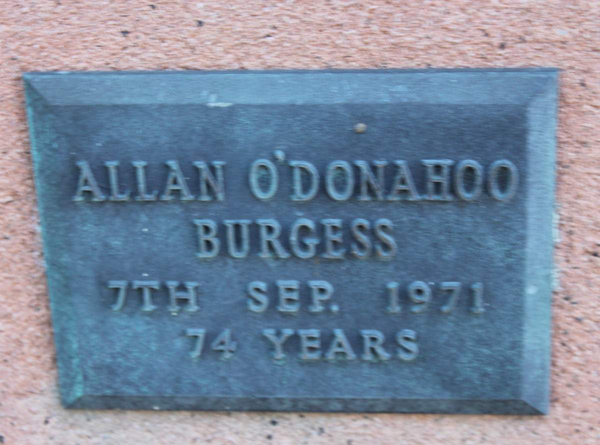 ALLAN O'DONAHOO
BURGESS
7TH SEP. 1971
74 YEARS